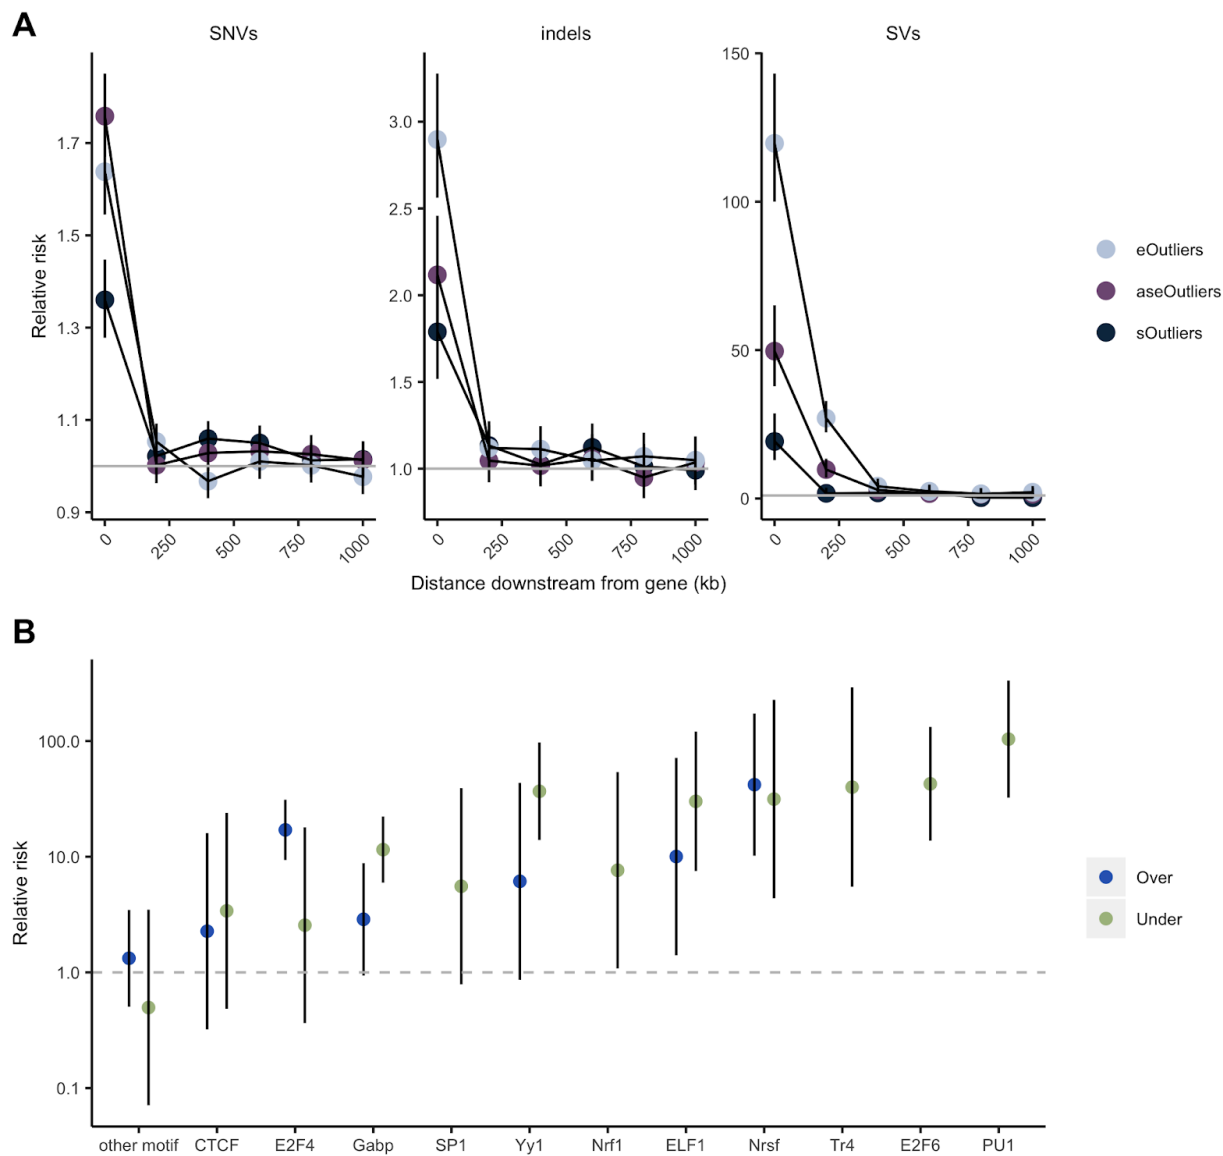 A
SNVs
indels
SVs
Relative risk
1.7
1.5
1.3
1.1
0.9
3.0
2.5
2.0
1.5
1.0
150
100
50
0
0 250 500 750 1000
0 250 500 750 1000
0 250 500 750 1000
Distance downstream from gene (kb)
eOutliers
aseOutliers
sOutliers
B
Relative risk
100.0
10.0
1.0
0.1
other motif CTCF E2F4 Gabp SP1 Yy1 Nrf1 ELF1 Nrsf Tr4 E2F6 PU1
Over
Under